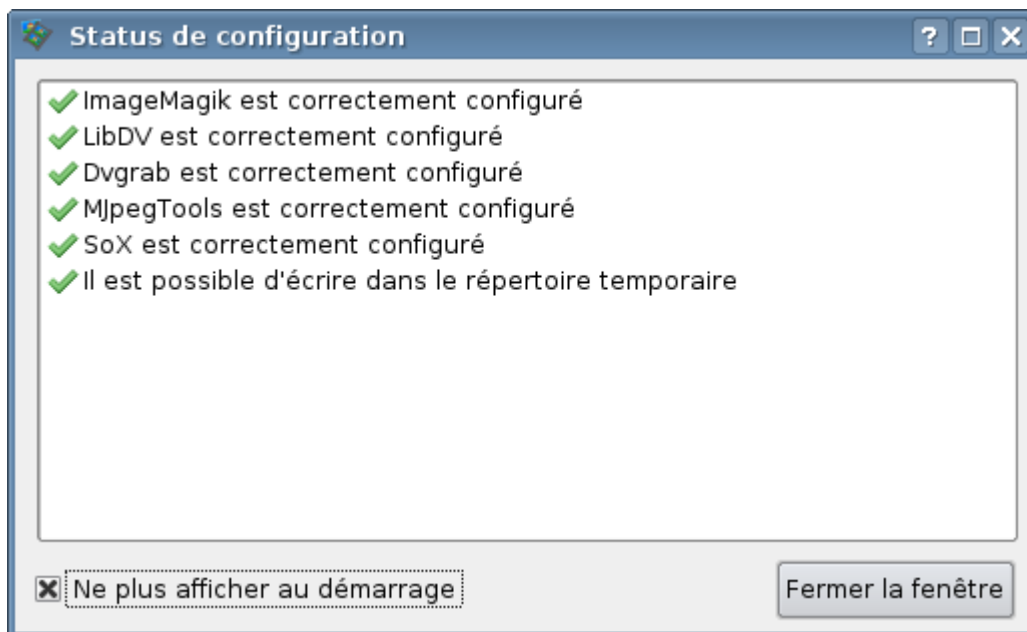 Status de configuration
ImageMagik est correctement configuré
LibDV est correctement configuré
Dvgrab est correctement configuré
MJpegTools est correctement configuré
SoX est correctement configuré
Il est possible d'écrire dans le répertoire temporaire
Ne plus afficher au démarrage
Fermer la fenêtre